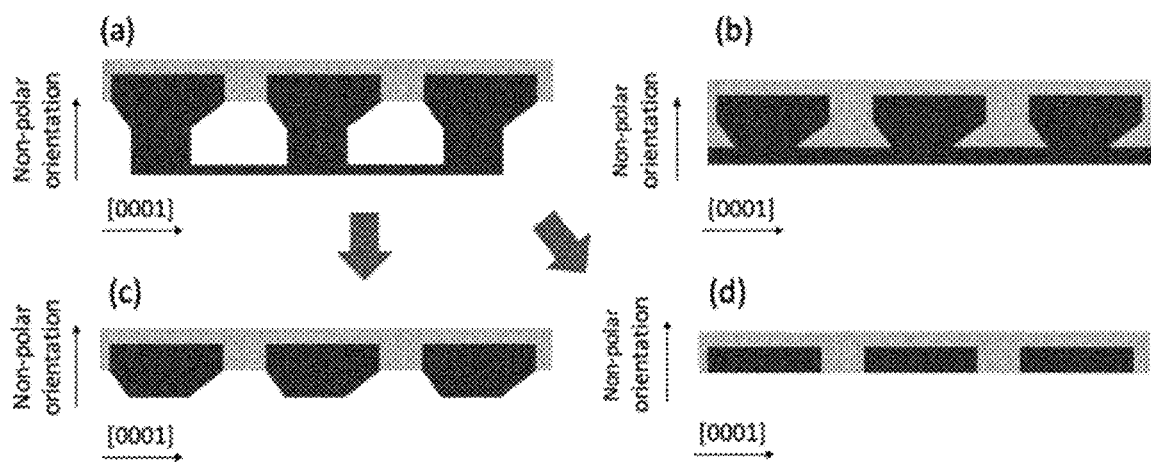 (a)
Non-polar
orientation
[0001]
(b)
Non-polar
orientation
[0001]
(c)
Non-polar
orientation
[0001]
(d)
Non-polar
orientation
[0001]